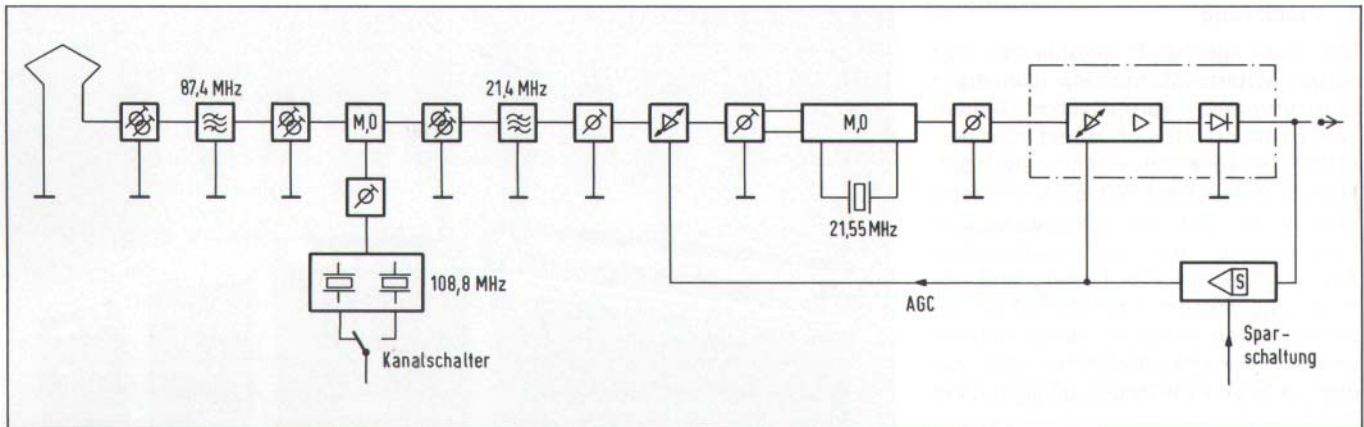 87,4 MHz
21,4 MHz
M,O
M,O
21,55 MHz
108,8 MHz
Kanalschalter
AGC
S
Spar-
schaltung